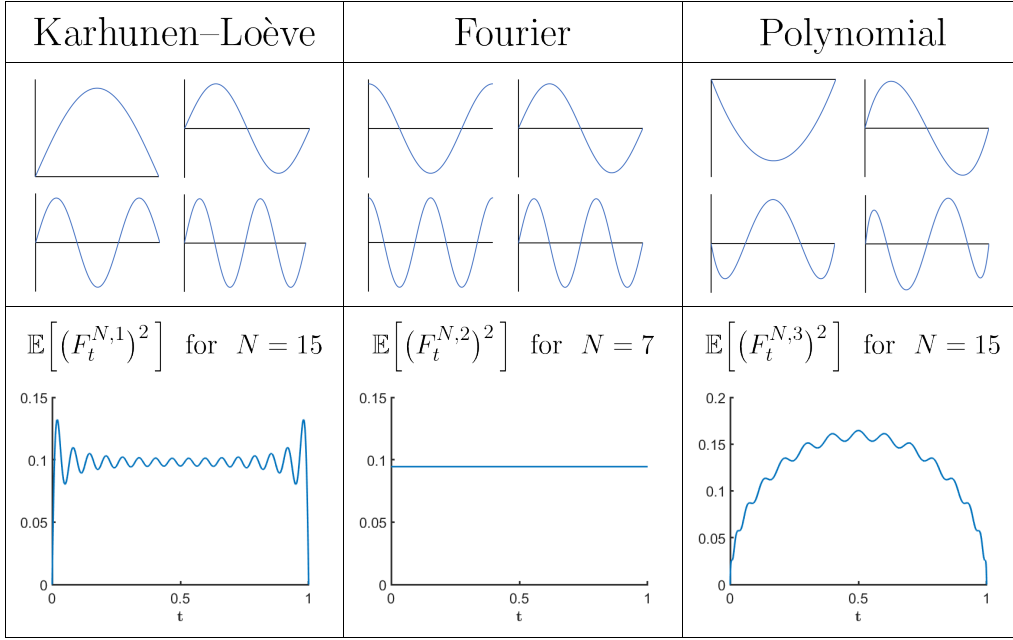 Karhunen–Loève
Fourier
Polynomial
𝔼[(F_t^{N,1})^2] for N = 15
𝔼[(F_t^{N,2})^2] for N = 7
𝔼[(F_t^{N,3})^2] for N = 15
0.15
0.1
0.05
0
0
0.5
1
t
0.15
0.1
0.05
0
0
0.5
1
t
0.2
0.15
0.1
0.05
0
0
0.5
1
t